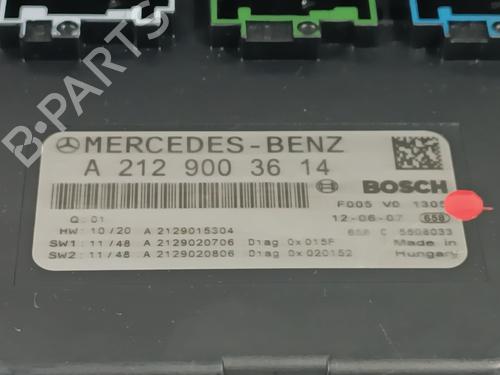 MERCEDES-BENZ
A 212 900 36 14
BOSCH
Q: 01
F005 V0 1305
12-06-07 658
HW: 10/20 A 2129015304
658 C 5508033
SW1: 11/48 A 2129020706 Diag 0x015F
Made in
SW2: 11/48 A 2129020806 Diag 0x020152
Hungary
B-PARTS